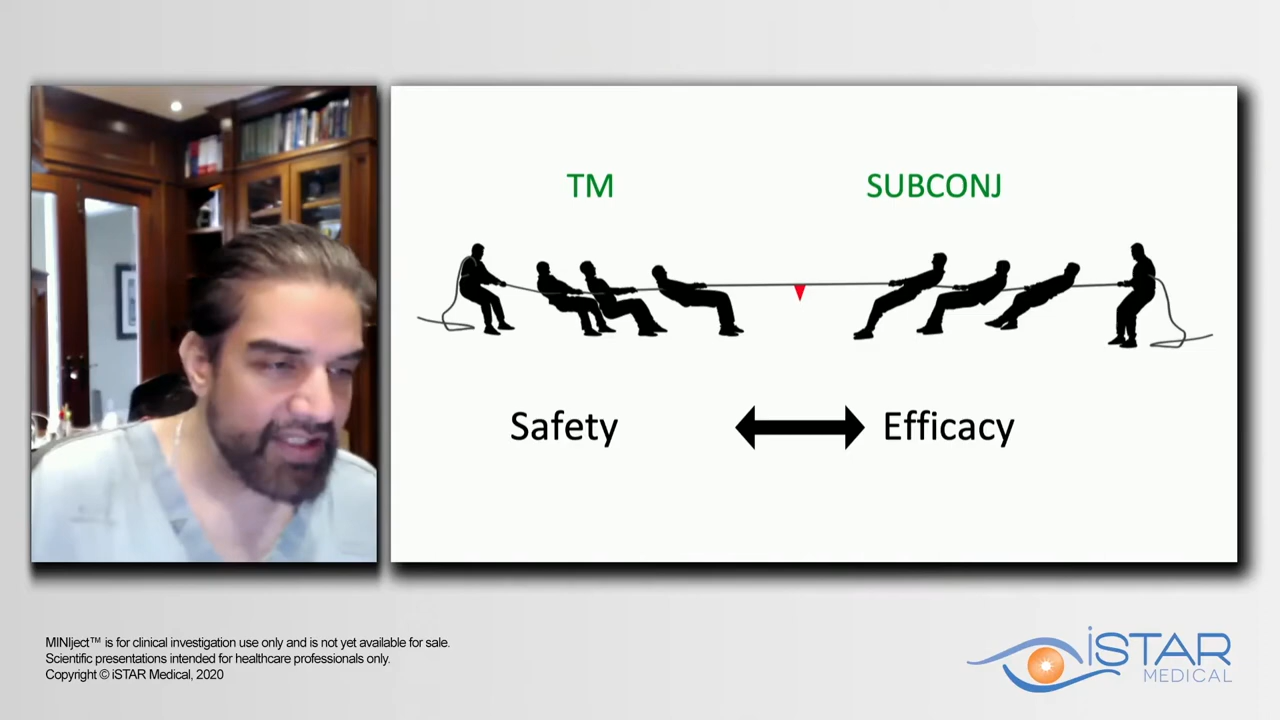 TM
SUBCONJ
Safety
Efficacy
MINIject™ is for clinical investigation use only and is not yet available for sale.
Scientific presentations intended for healthcare professionals only.
Copyright © iSTAR Medical, 2020
iSTAR
MEDICAL